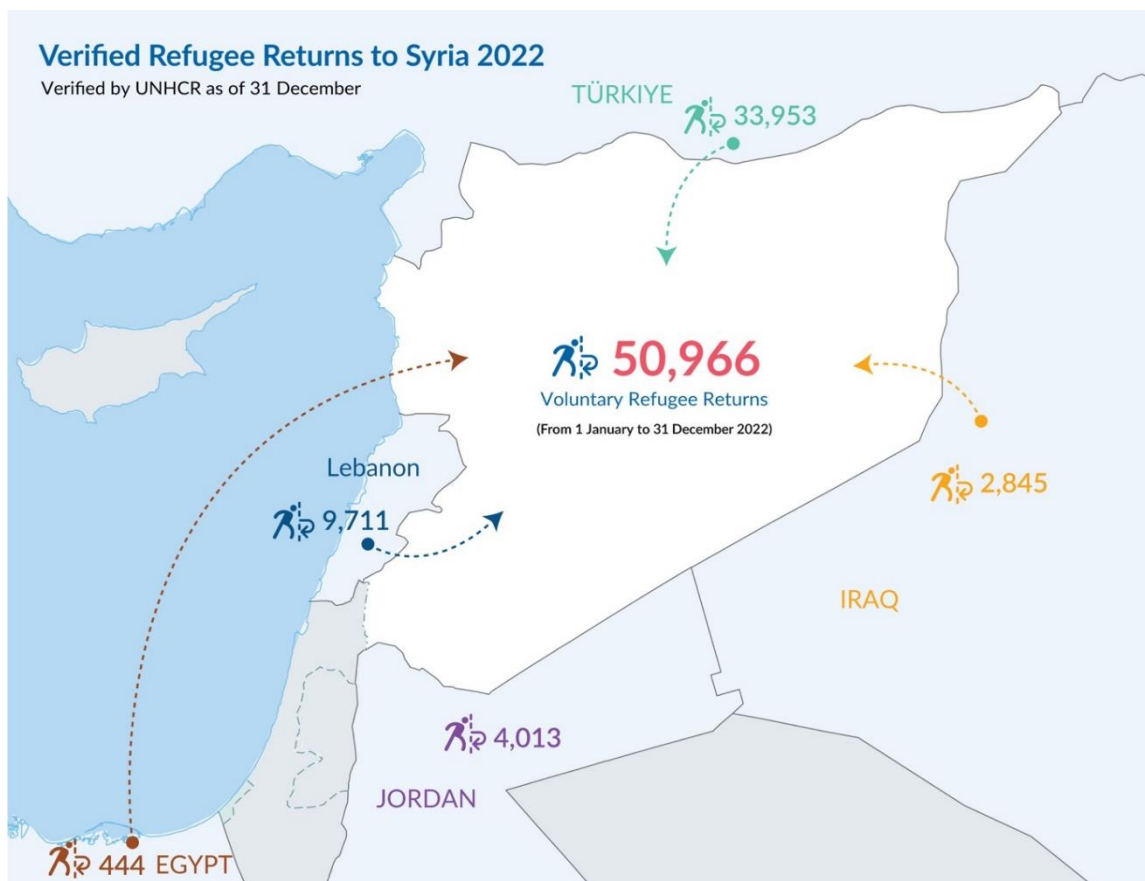 Verified Refugee Returns to Syria 2022
Verified by UNHCR as of 31 December
TÜRKIYE
33,953
50,966
Voluntary Refugee Returns
(From 1 January to 31 December 2022)
Lebanon
9,711
2,845
IRAQ
4,013
JORDAN
444 EGYPT